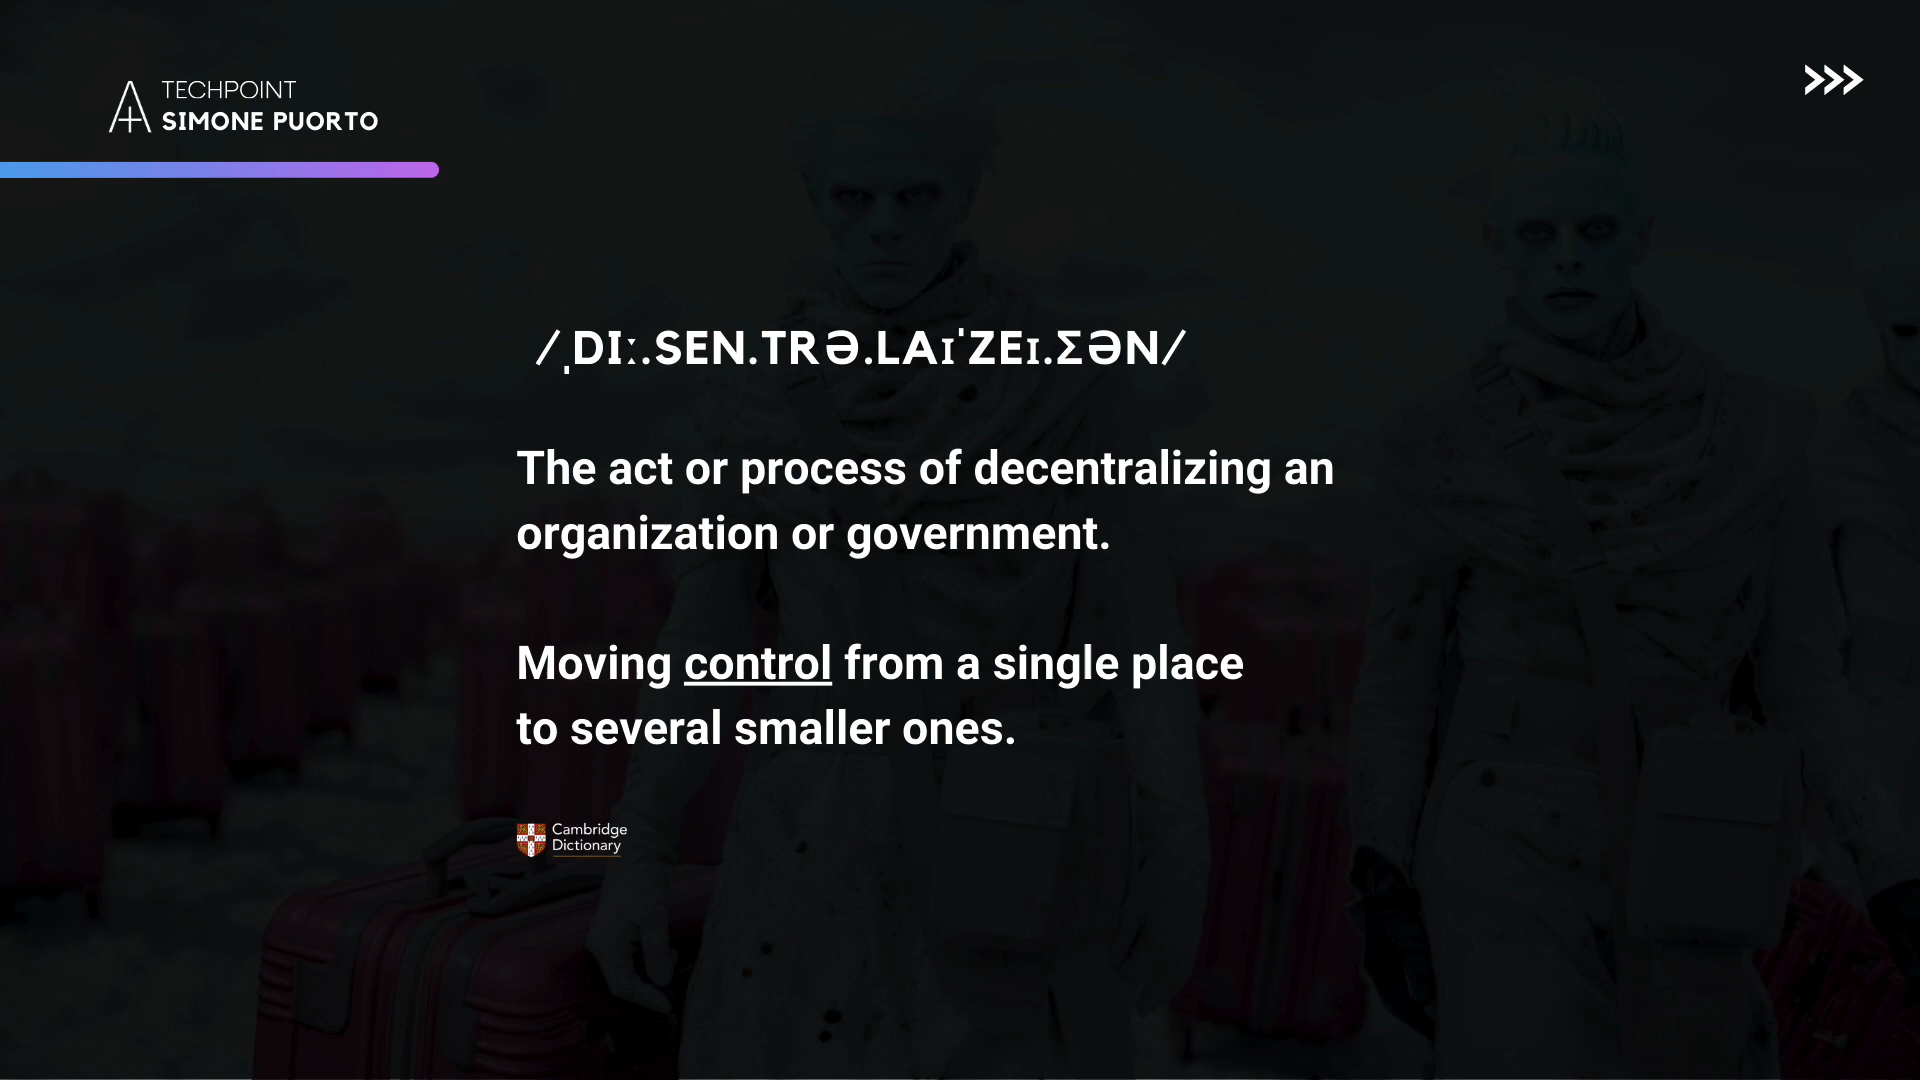 TECHPOINT
SIMONE PUORTO
/ˌDIː.SEN.TRƏ.LAɪˈZEɪ.ΣƏN/
The act or process of decentralizing an
organization or government.
Moving control from a single place
to several smaller ones.
Cambridge
Dictionary